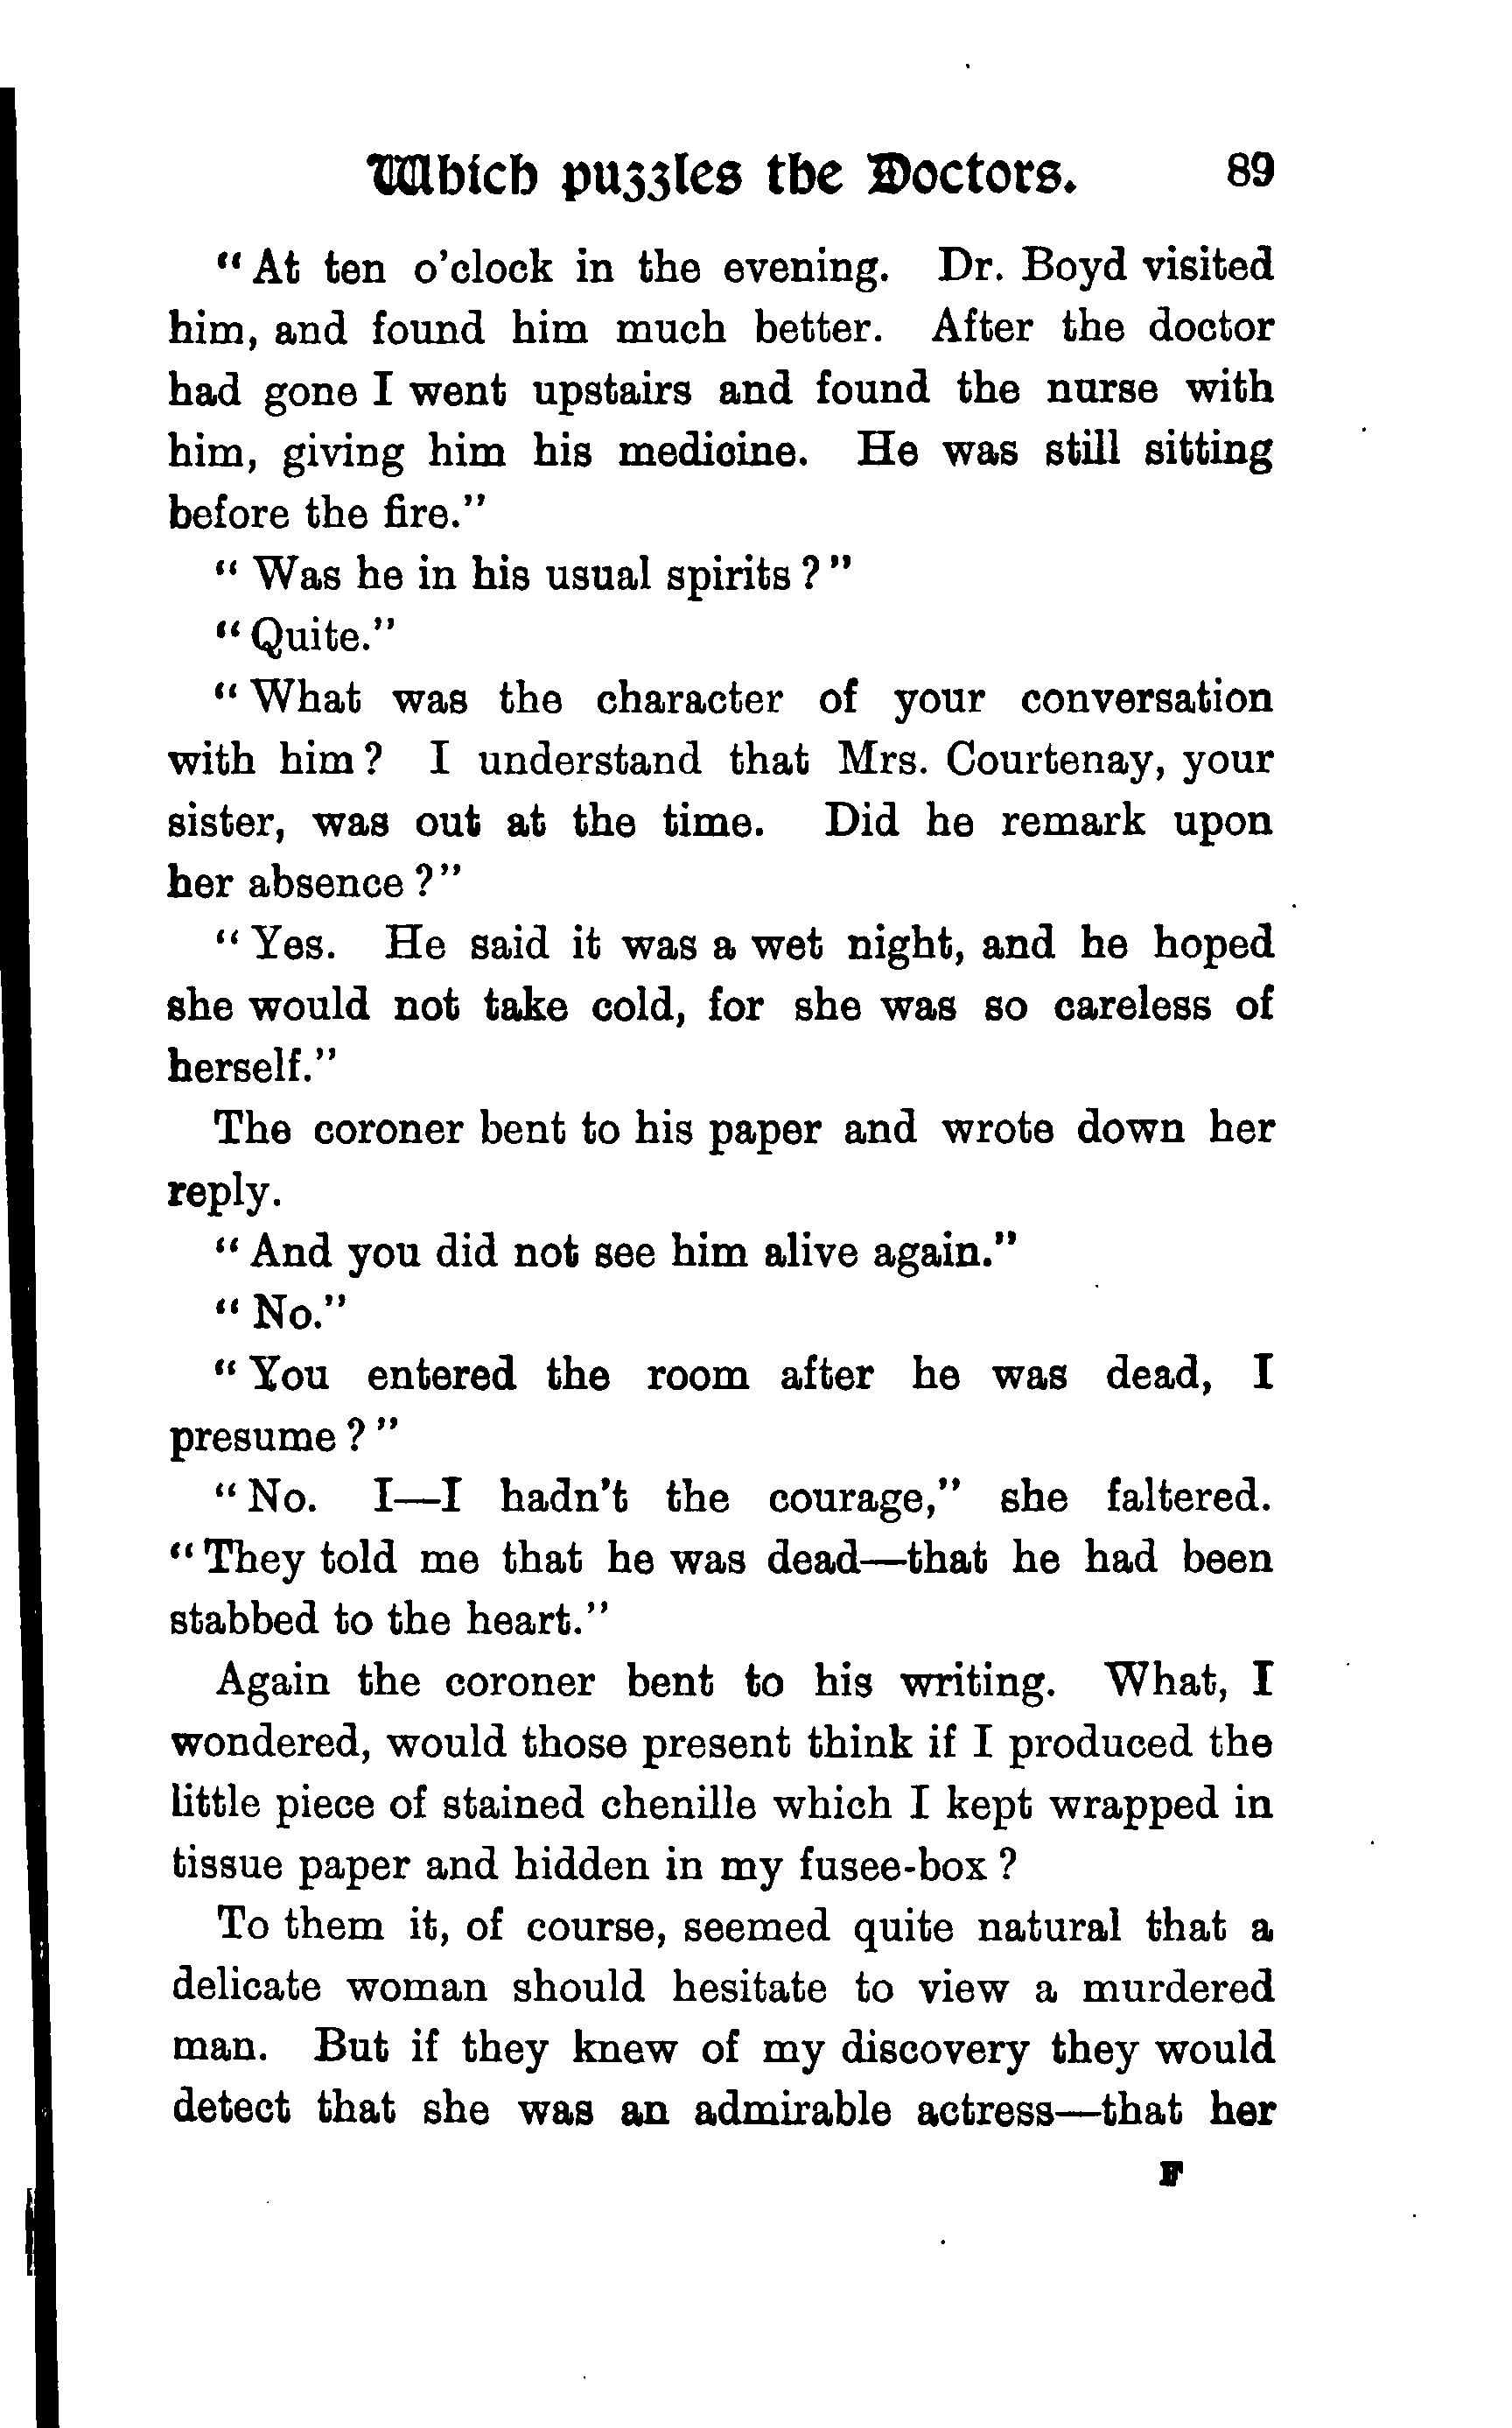 Which puzzles the Doctors. 89
"At ten o'clock in the evening. Dr. Boyd visited
him, and found him much better. After the doctor
had gone I went upstairs and found the nurse with
him, giving him his medicine. He was still sitting
before the fire."
"Was he in his usual spirits?"
"Quite."
"What was the character of your conversation
with him? I understand that Mrs. Courtenay, your
sister, was out at the time. Did he remark upon
her absence?"
"Yes. He said it was a wet night, and he hoped
she would not take cold, for she was so careless of
herself."
The coroner bent to his paper and wrote down her
reply.
"And you did not see him alive again."
"No."
"You entered the room after he was dead, I
presume?"
"No. I—I hadn't the courage," she faltered.
"They told me that he was dead—that he had been
stabbed to the heart."
Again the coroner bent to his writing. What, I
wondered, would those present think if I produced the
little piece of stained chenille which I kept wrapped in
tissue paper and hidden in my fusee-box?
To them it, of course, seemed quite natural that a
delicate woman should hesitate to view a murdered
man. But if they knew of my discovery they would
detect that she was an admirable actress—that her
F